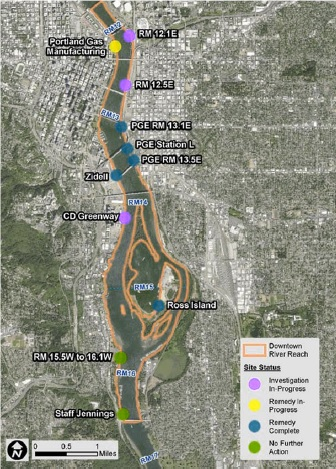 RM12
RM 12.1E
Portland Gas
Manufacturing
RM 12.5E
RM13
PGE RM 13.1E
PGE Station L
PGE RM 13.5E
Zidell
RM14
CD Greenway
RM15
Ross Island
RM 15.5W to 16.1W
RM16
Staff Jennings
RM17
Downtown
River Reach
Site Status
Investigation
In-Progress
Remedy In-
Progress
Remedy
Complete
No Further
Action
N
0 0.5 1
Miles